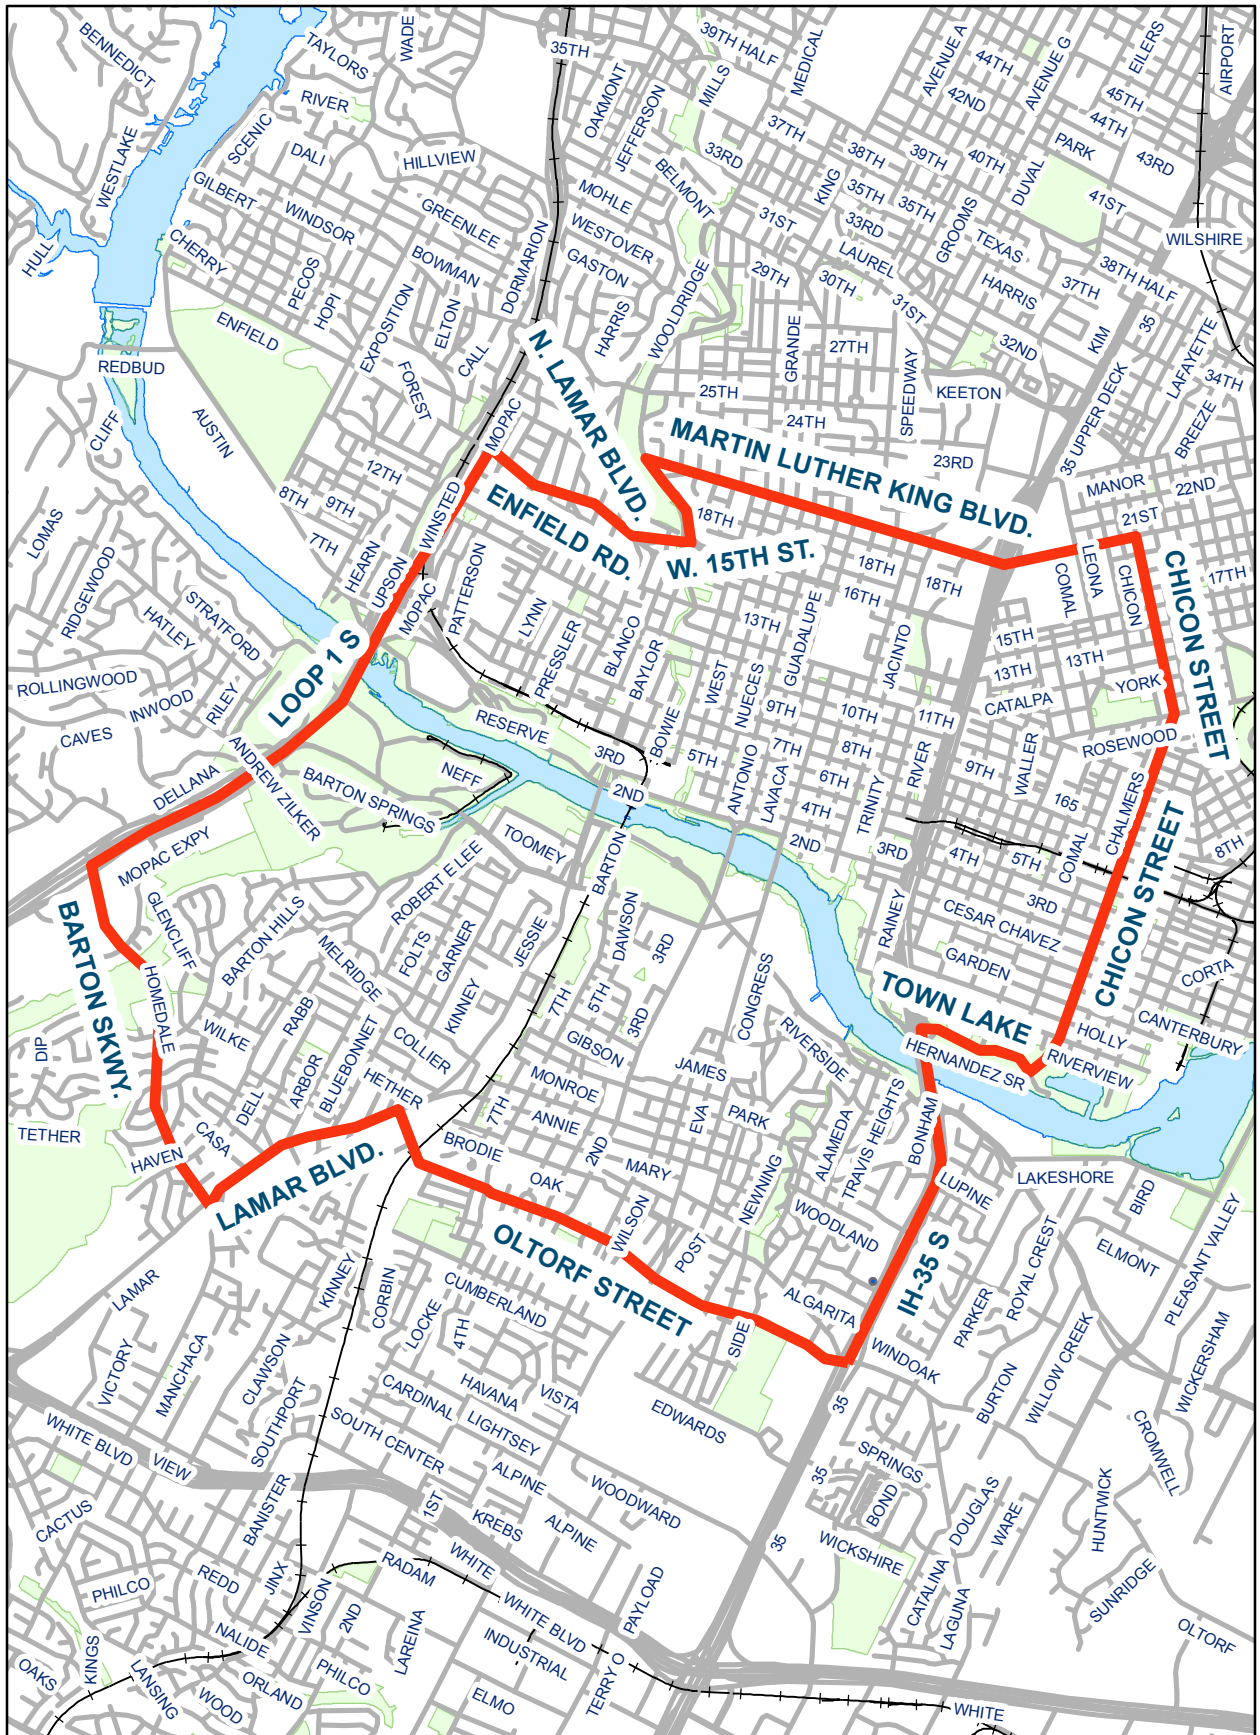 BENNEDICT
TAYLORS
WADE
35TH
39TH HALF
MEDICAL
AVENUE A
44TH
AVENUE G
EILERS
AIRPORT
RIVER
OAKMONT
JEFFERSON
MILLS
42ND
45TH
44TH
WESTLAKE
SCENIC
DALI
HILLVIEW
BELMONT
33RD
37TH
38TH
39TH
40TH
PARK
43RD
DUVAL
GILBERT
WINDSOR
GREENLEE
MOHLE
KING
35TH
35TH
41ST
HULL
CHERRY
BOWMAN
DORMARION
WESTOVER
GASTON
31ST
33RD
GROOMS
TEXAS
WILSHIRE
PECOS
HOPI
EXPOSITION
ELTON
CALL
HARRIS
WOOLDRIDGE
29TH
30TH
LAUREL
31ST
HARRIS
37TH
38TH HALF
ENFIELD
REDBUD
FOREST
N. LAMAR BLVD.
GRANDE
27TH
SPEEDWAY
32ND
KIM
35
LAFAYETTE
34TH
CLIFF
AUSTIN
MOPAC
25TH
24TH
KEETON
35 UPPER DECK
BREEZE
MARTIN LUTHER KING BLVD.
23RD
12TH
8TH
9TH
7TH
WINSTED
ENFIELD RD.
18TH
W. 15TH ST.
MANOR
22ND
21ST
LOMAS
RIDGEWOOD
HATLEY
STRATFORD
HEARN
UPSON
MOPAC
PATTERSON
LYNN
PRESSLER
BLANCO
BAYLOR
13TH
GUADALUPE
16TH
18TH
18TH
JACINTO
COMAL
LEONA
CHICON
CHICON STREET
17TH
15TH
13TH
13TH
ROLLINGWOOD
INWOOD
RILEY
CAVES
LOOP 1 S
RESERVE
3RD
BOWIE
WEST
NUECES
9TH
10TH
11TH
CATALPA
YORK
ROSEWOOD
DELLANA
ANDREW ZILKER
BARTON SPRINGS
NEFF
2ND
5TH
ANTONIO
LAVACA
7TH
8TH
6TH
4TH
TRINITY
RIVER
9TH
WALLER
165
CHALMERS
MOPAC EXPY
TOOMEY
BARTON
2ND
3RD
4TH
5TH
COMAL
8TH
ROBERT E LEE
BARTON SKWY.
GLENCLIFF
BARTON HILLS
MELRIDGE
FOLTS
GARNER
JESSIE
DAWSON
3RD
RAINEY
CESAR CHAVEZ
3RD
GARDEN
CHICON STREET
CORTA
HOMEDALE
WILKE
RABB
KINNEY
7TH
5TH
3RD
CONGRESS
TOWN LAKE
HOLLY
CANTERBURY
DIP
ARBOR
BLUEBONNET
COLLIER
GIBSON
RIVERSIDE
HERNANDEZ SR
RIVERVIEW
DELL
HETHER
MONROE
JAMES
TETHER
CASA
HAVEN
7TH
ANNIE
EVA
PARK
ALAMEDA
TRAVIS HEIGHTS
BONHAM
LAMAR BLVD.
BRODIE
OAK
2ND
MARY
NEWNING
LUPINE
LAKESHORE
BIRD
WILSON
WOODLAND
OLTORF STREET
POST
IH-35 S
ROYAL CREST
ELMONT
PLEASANT VALLEY
LAMAR
KINNEY
CORBIN
CUMBERLAND
ALGARITA
PARKER
VICTORY
MANCHACA
CLAWSON
LOCKE
4TH
SIDE
WINDOAK
WILLOW CREEK
WICKERSHAM
SOUTHPORT
CARDINAL
HAVANA
VISTA
EDWARDS
35
BURTON
CROMWELL
WHITE BLVD
VIEW
SOUTH CENTER
LIGHTSEY
ALPINE
WOODWARD
35
SPRINGS
BOND
DOUGLAS
WARE
HUNTWICK
CACTUS
BANISTER
1ST
KREBS
ALPINE
35
WICKSHIRE
PHILCO
REDD
JINX
RADAM
WHITE
WHITE BLVD
PAYLOAD
CATALINA
LAGUNA
SUNRIDGE
OLTORF
VINSON
2ND
NALIDE
LAREINA
INDUSTRIAL
OAKS
KINGS
LANSING
WOOD
ORLAND
PHILCO
ELMO
TERRY O
WHITE